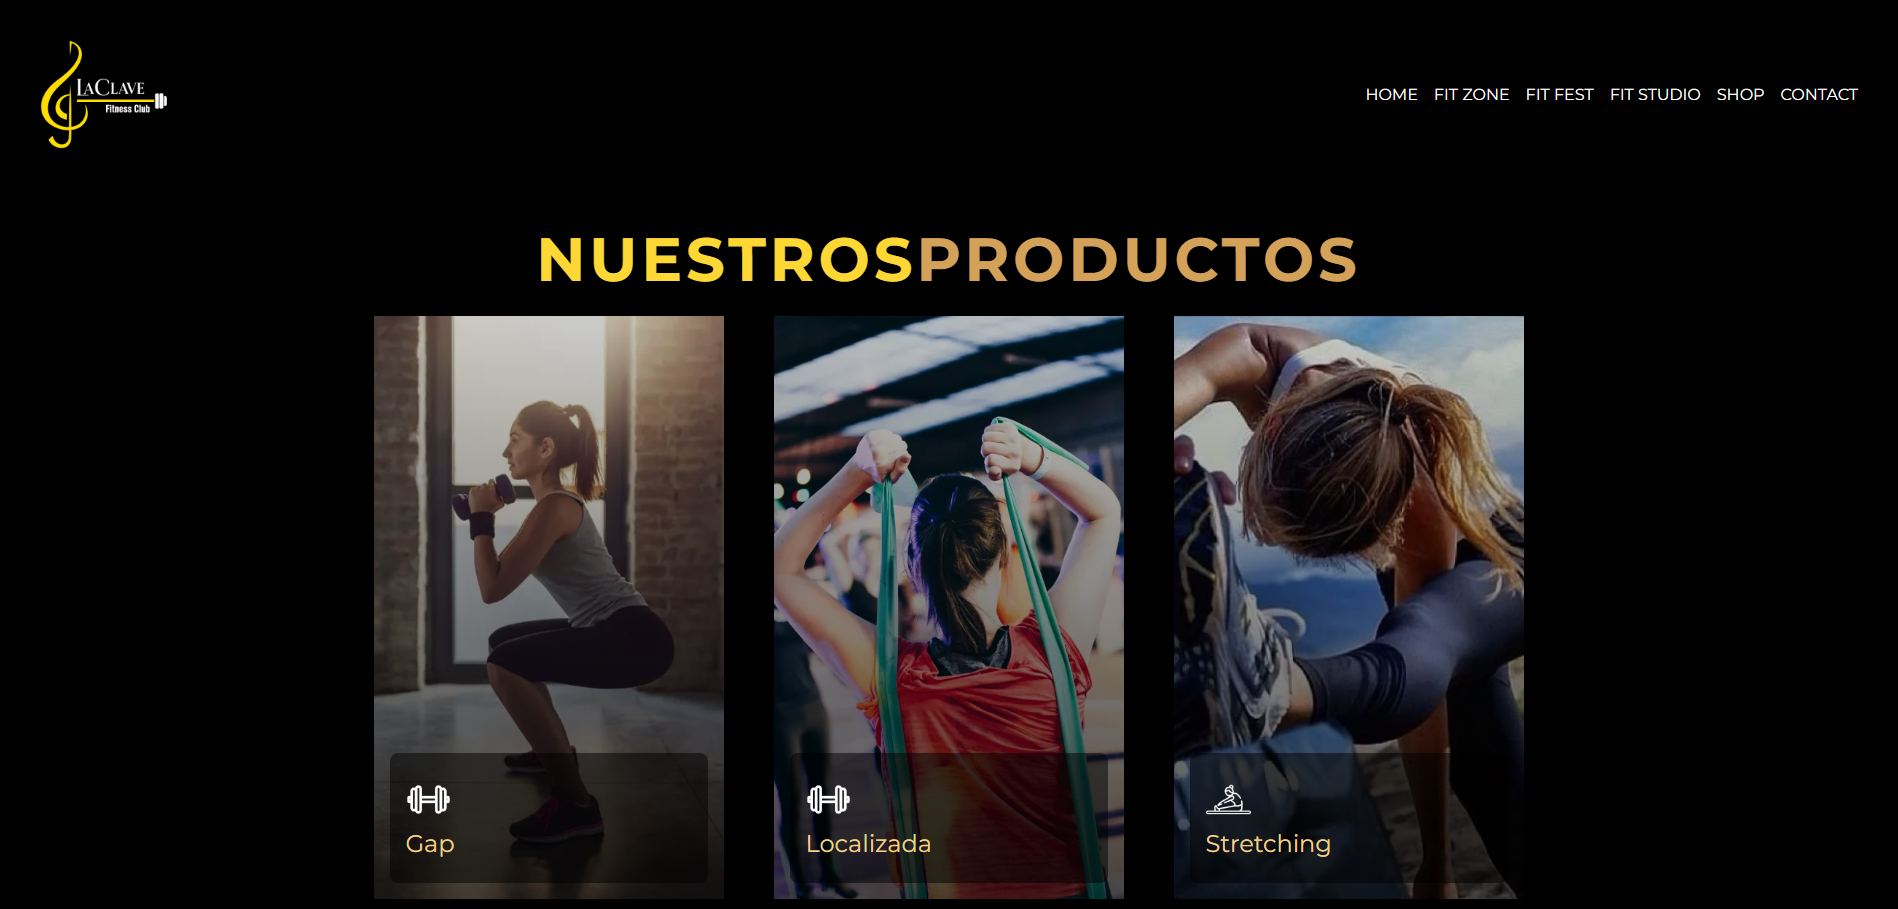 LACLAVE
Fitness Club
HOME FIT ZONE FIT FEST FIT STUDIO SHOP CONTACT
NUESTROSPRODUCTOS
Gap
Localizada
Stretching